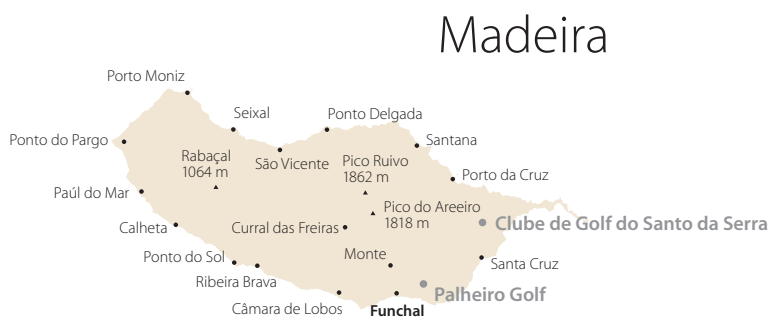 Madeira
Porto Moniz
Seixal
Ponto Delgada
Ponto do Pargo
Santana
Rabaçal
1064 m
São Vicente
Pico Ruivo
1862 m
Porto da Cruz
Paúl do Mar
Pico do Areeiro
1818 m
Calheta
Curral das Freiras
Clube de Golf do Santo da Serra
Ponto do Sol
Monte
Santa Cruz
Ribeira Brava
Palheiro Golf
Câmara de Lobos
Funchal